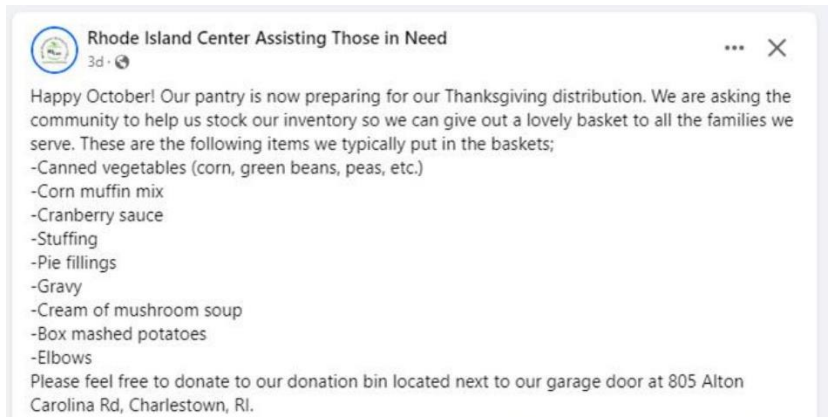 Rhode Island Center Assisting Those in Need
3d ·
Happy October! Our pantry is now preparing for our Thanksgiving distribution. We are asking the
community to help us stock our inventory so we can give out a lovely basket to all the families we
serve. These are the following items we typically put in the baskets;
-Canned vegetables (corn, green beans, peas, etc.)
-Corn muffin mix
-Cranberry sauce
-Stuffing
-Pie fillings
-Gravy
-Cream of mushroom soup
-Box mashed potatoes
-Elbows
Please feel free to donate to our donation bin located next to our garage door at 805 Alton
Carolina Rd, Charlestown, RI.